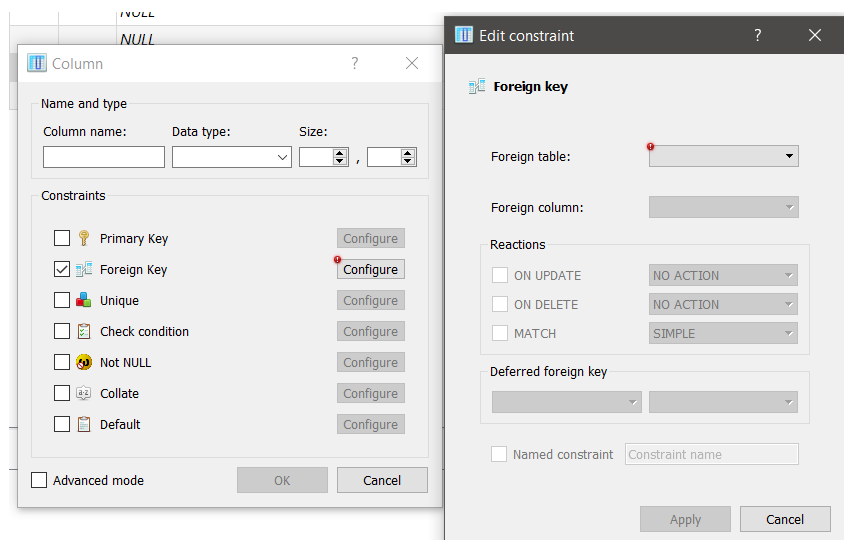 NULL
NULL
Column
?
Name and type
Column name:
Data type:
Size:
,
Constraints
Primary Key
Configure
Foreign Key
Configure
Unique
Configure
Check condition
Configure
Not NULL
Configure
Collate
Configure
Default
Configure
Advanced mode
OK
Cancel
Edit constraint
?
Foreign key
Foreign table:
Foreign column:
Reactions
ON UPDATE
NO ACTION
ON DELETE
NO ACTION
MATCH
SIMPLE
Deferred foreign key
Named constraint
Constraint name
Apply
Cancel